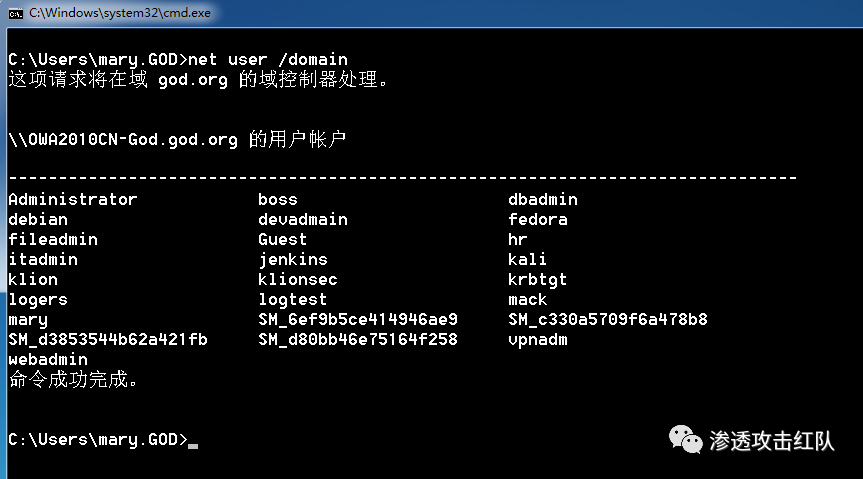 C:\Windows\system32\cmd.exe
C:\Users\mary.GOD>net user /domain
这项请求将在域 god.org 的域控制器处理。
\\OWA2010CN-God.god.org 的用户帐户
-------------------------------------------------------------------------------
Administrator boss dbadmin
debian devadmain fedora
fileadmin Guest hr
itadmin jenkins kali
klion klionsec krbtgt
logers logtest mack
mary SM_6ef9b5ce414946ae9 SM_c330a5709f6a478b8
SM_d3853544b62a421fb SM_d80bb46e75164f258 vpnadm
webadmin
命令成功完成。
C:\Users\mary.GOD>_
渗透攻击红队